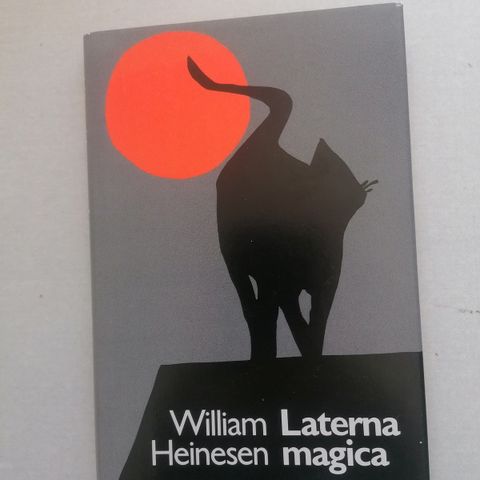 William Laterna
Heinesen magica